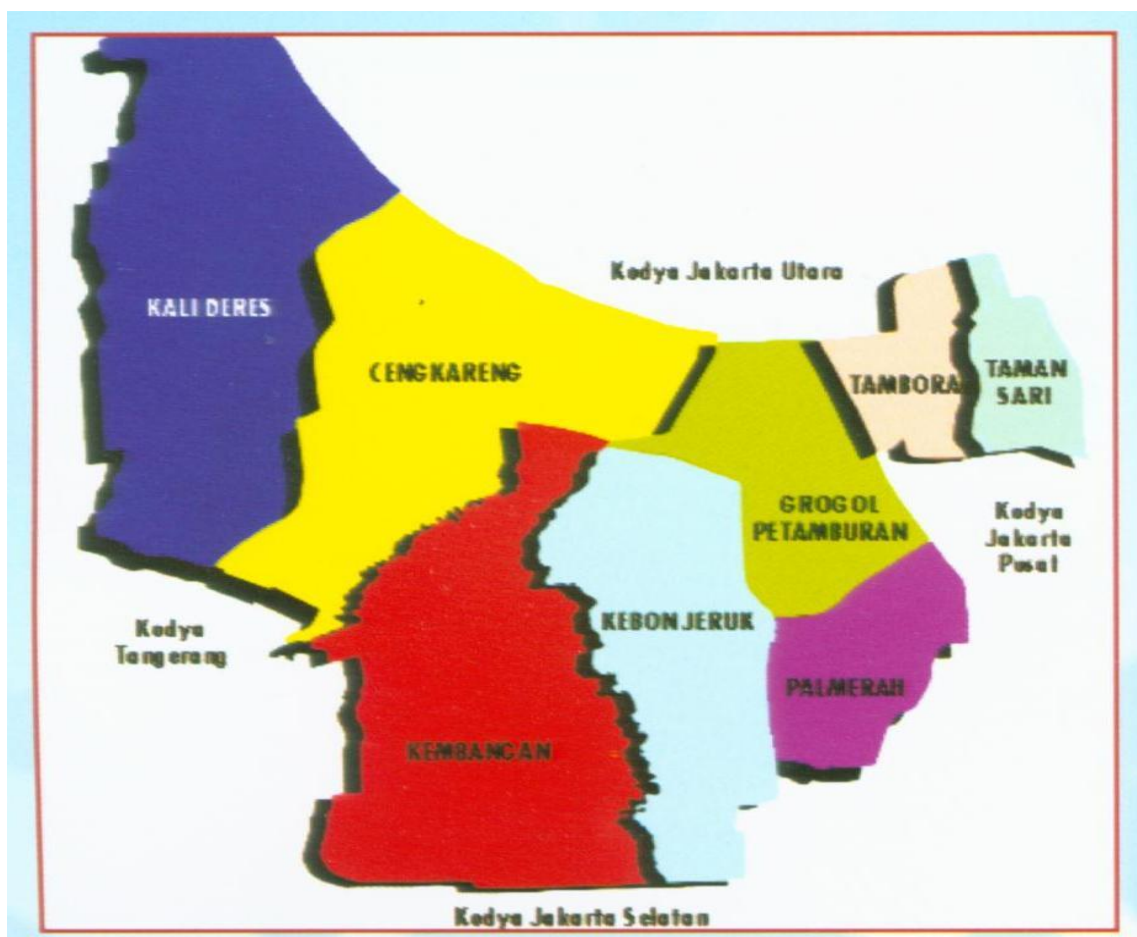 Kodya Jakarta Utara
KALI DERES
CENGKARENG
TAMBORA
TAMAN
SARI
GROGOL
PETAMBURAN
Kodya
Jakarta
Pusat
Kodya
Tangerang
KEBON JERUK
PALMERAH
KEMBANGAN
Kodya Jakarta Selatan